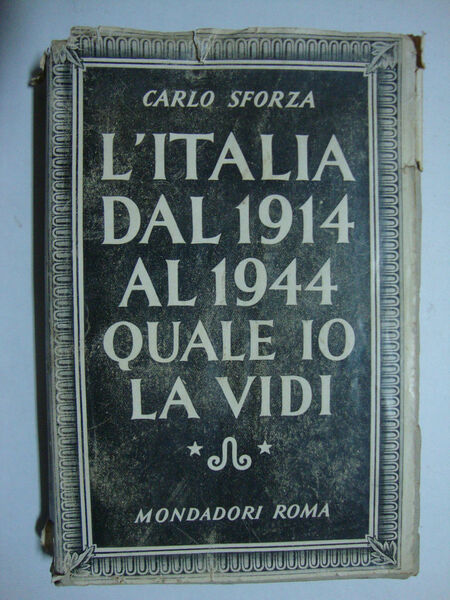 CARLO SFORZA
L'ITALIA
DAL 1914
AL 1944
QUALE IO
LA VIDI
MONDADORI ROMA